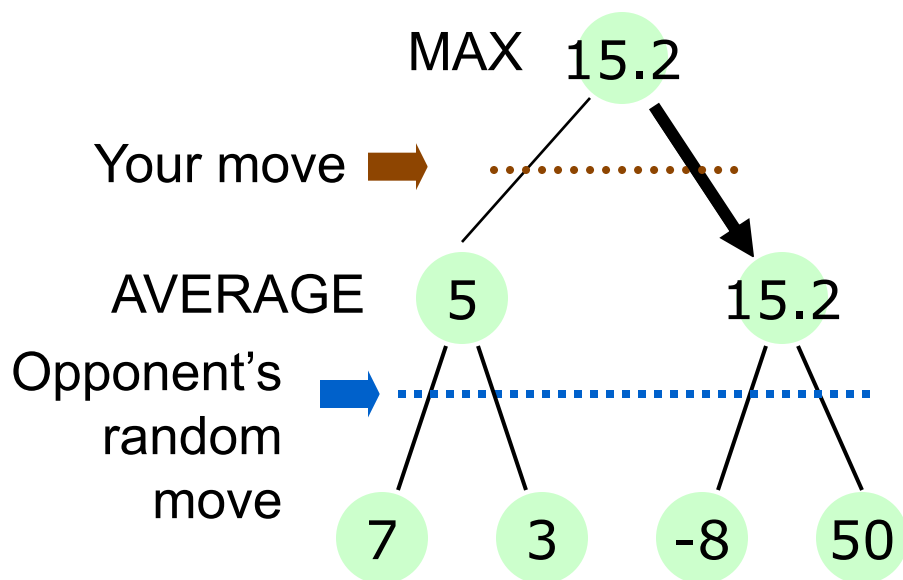 MAX 15.2
Your move
AVERAGE 5 15.2
Opponent’s
random
move
7 3 -8 50